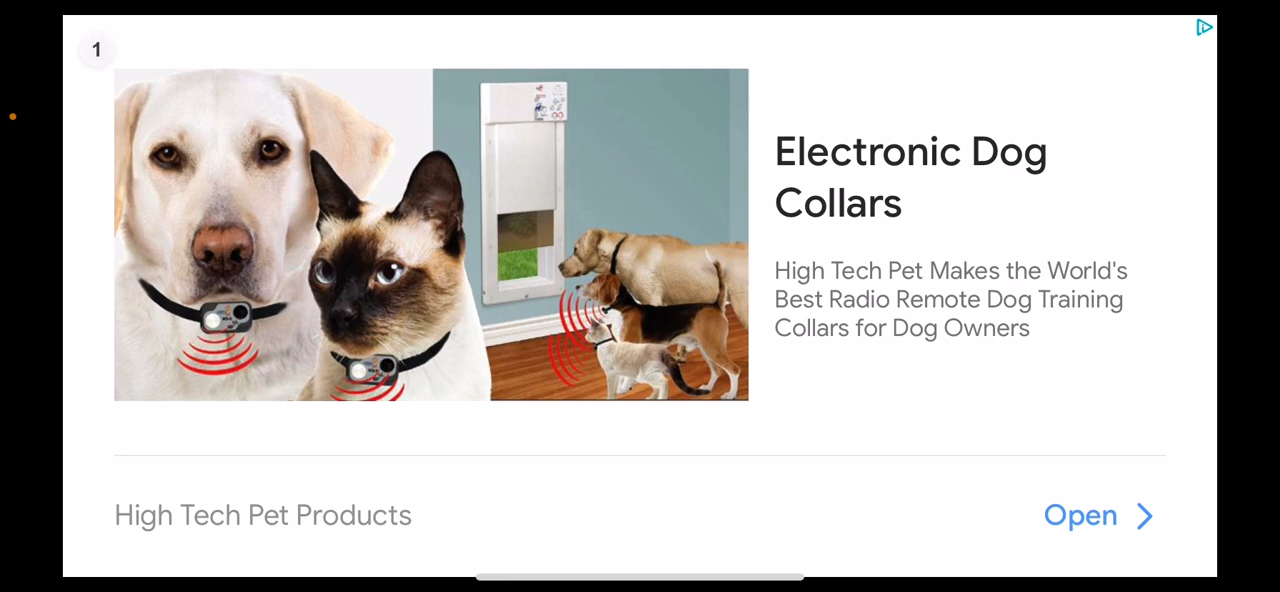 1
Electronic Dog
Collars
High Tech Pet Makes the World's
Best Radio Remote Dog Training
Collars for Dog Owners
High Tech Pet Products
Open